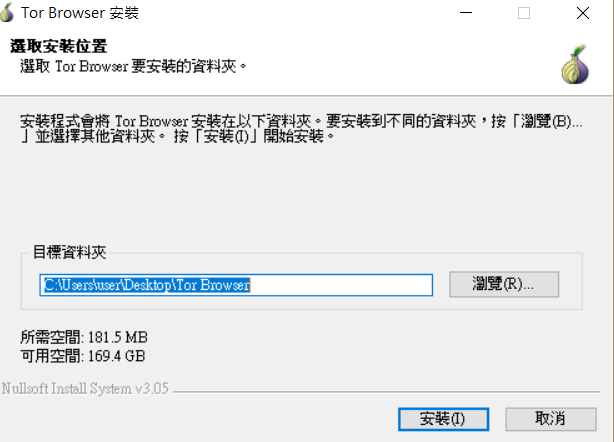 Tor Browser 安裝
選取安裝位置
選取 Tor Browser 要安裝的資料夾。
安裝程式會將 Tor Browser 安裝在以下資料夾。要安裝到不同的資料夾，按「瀏覽(B)...
」並選擇其他資料夾。 按「安裝(I)」開始安裝。
目標資料夾
C:\Users\user\Desktop\Tor Browser
瀏覽(R)...
所需空間: 181.5 MB
可用空間: 169.4 GB
Nullsoft Install System v3.05
安裝(I)
取消